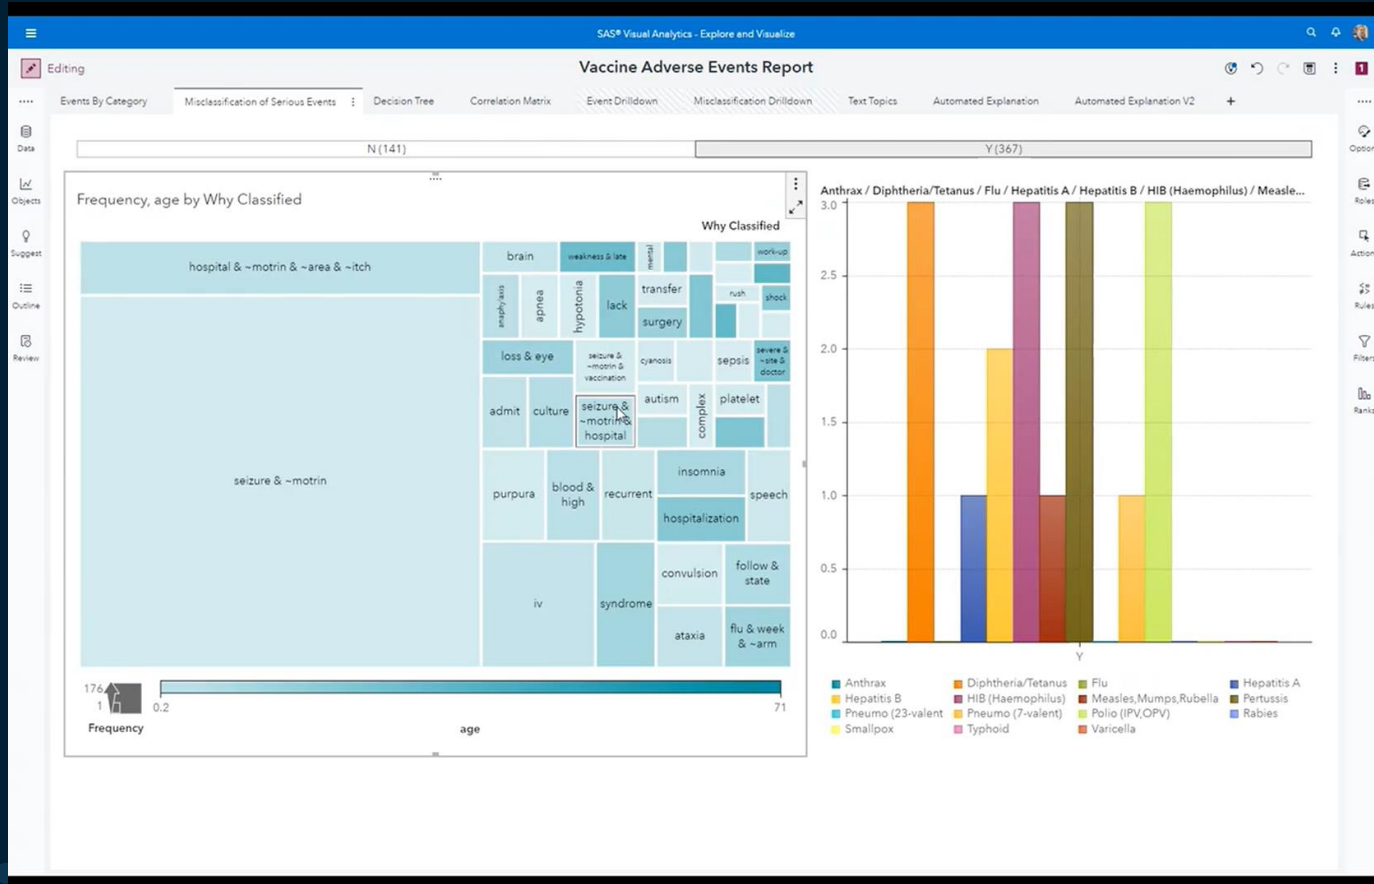 SAS® Visual Analytics - Explore and Visualize
Editing
Vaccine Adverse Events Report
1
Events By Category
Misclassification of Serious Events
Decision Tree
Correlation Matrix
Event Drilldown
Misclassification Drilldown
Text Topics
Automated Explanation
Automated Explanation V2
+
Data
Objects
Suggest
Outline
Review
N (141)
Y (367)
Frequency, age by Why Classified
Why Classified
hospital & ~motrin & ~area & ~itch
seizure & ~motrin
brain
weakness & late
mental
work-up
anaphylaxis
apnea
hypotonia
lack
transfer
surgery
rush
shock
loss & eye
seizure &
~motrin &
vaccination
cyanosis
sepsis
severe &
~site &
doctor
admit
culture
seizure &
~motrin &
hospital
autism
complex
platelet
purpura
blood &
high
recurrent
insomnia
hospitalization
speech
iv
syndrome
convulsion
follow &
state
ataxia
flu & week
& ~arm
176
1
Frequency
0.2
71
age
Anthrax / Diphtheria/Tetanus / Flu / Hepatitis A / Hepatitis B / HIB (Haemophilus) / Measle...
3.0
2.5
2.0
1.5
1.0
0.5
0.0
Y
Anthrax
Diphtheria/Tetanus
Flu
Hepatitis A
Hepatitis B
HIB (Haemophilus)
Measles,Mumps,Rubella
Pertussis
Pneumo (23-valent
Pneumo (7-valent)
Polio (IPV,OPV)
Rabies
Smallpox
Typhoid
Varicella
Option
Roles
Action
Rules
Filters
Ranks